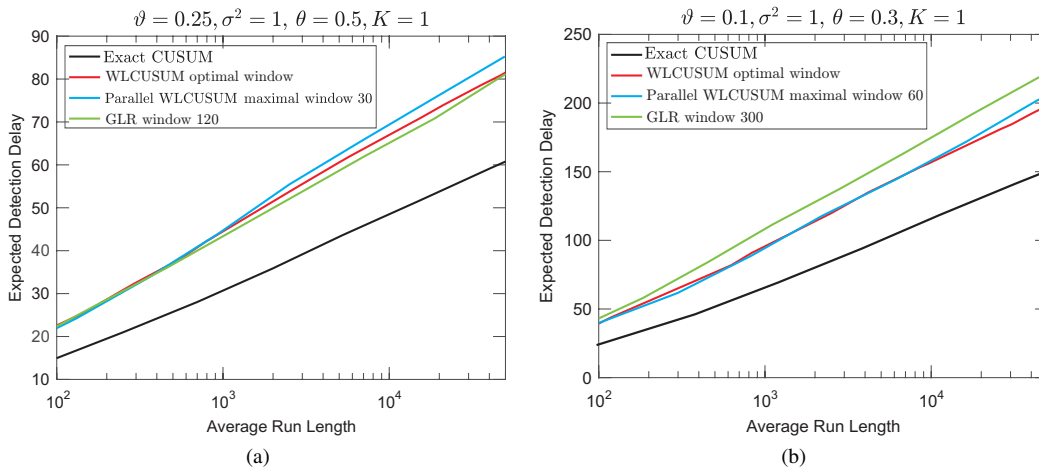 ϑ = 0.25, σ² = 1, θ = 0.5, K = 1
Expected Detection Delay
90
80
70
60
50
40
30
20
10
Exact CUSUM
WLCUSUM optimal window
Parallel WLCUSUM maximal window 30
GLR window 120
10²
10³
10⁴
Average Run Length
(a)
ϑ = 0.1, σ² = 1, θ = 0.3, K = 1
Expected Detection Delay
250
200
150
100
50
0
Exact CUSUM
WLCUSUM optimal window
Parallel WLCUSUM maximal window 60
GLR window 300
10²
10³
10⁴
Average Run Length
(b)